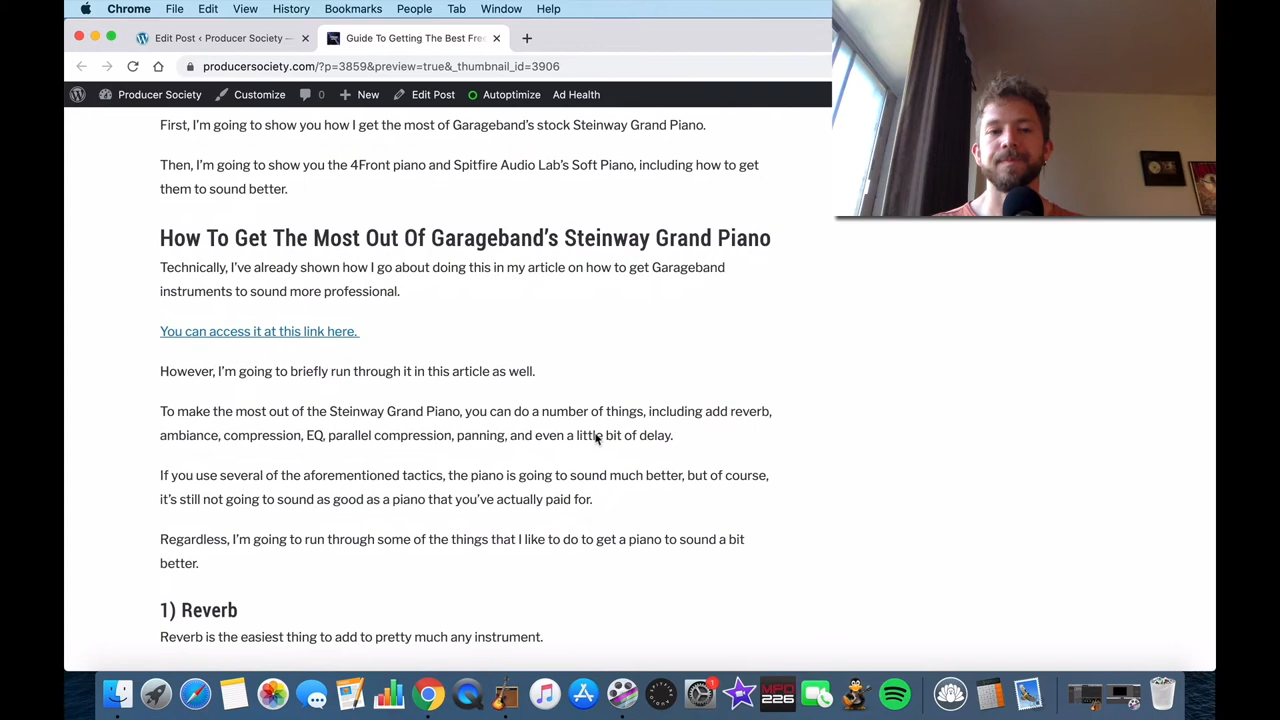 Chrome File Edit View History Bookmarks People Tab Window Help
Edit Post ‹ Producer Society — Guide To Getting The Best Free
producersociety.com/?p=3859&preview=true&_thumbnail_id=3906
Producer Society Customize 0 New Edit Post Autoptimize Ad Health
First, I'm going to show you how I get the most of Garageband's stock Steinway Grand Piano.
Then, I'm going to show you the 4Front piano and Spitfire Audio Lab's Soft Piano, including how to get
them to sound better.
How To Get The Most Out Of Garageband's Steinway Grand Piano
Technically, I've already shown how I go about doing this in my article on how to get Garageband
instruments to sound more professional.
You can access it at this link here.
However, I'm going to briefly run through it in this article as well.
To make the most out of the Steinway Grand Piano, you can do a number of things, including add reverb,
ambiance, compression, EQ, parallel compression, panning, and even a little bit of delay.
If you use several of the aforementioned tactics, the piano is going to sound much better, but of course,
it's still not going to sound as good as a piano that you've actually paid for.
Regardless, I'm going to run through some of the things that I like to do to get a piano to sound a bit
better.
1) Reverb
Reverb is the easiest thing to add to pretty much any instrument.
1
MPD
226